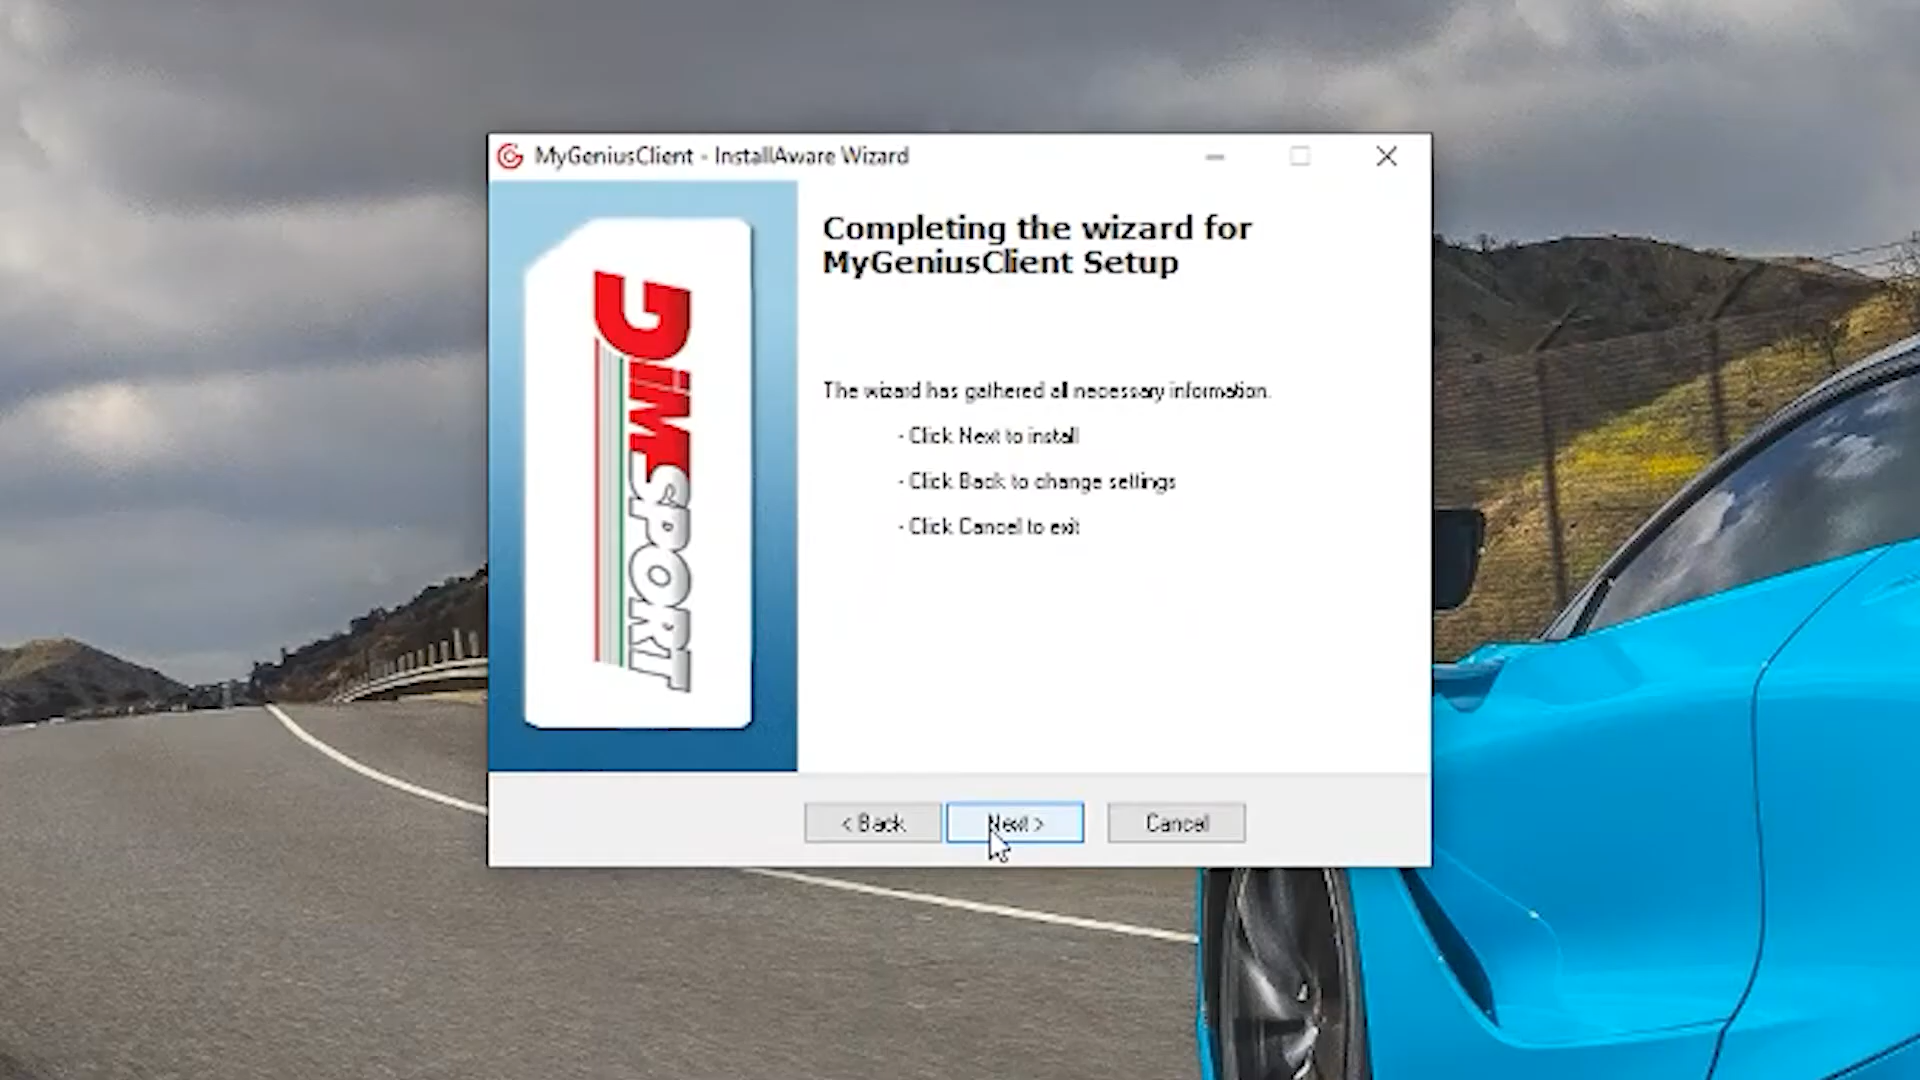 MyGeniusClient - InstallAware Wizard
DIMSPORT
Completing the wizard for
MyGeniusClient Setup
The wizard has gathered all necessary information.
- Click Next to install
- Click Back to change settings
- Click Cancel to exit
< Back
Next >
Cancel